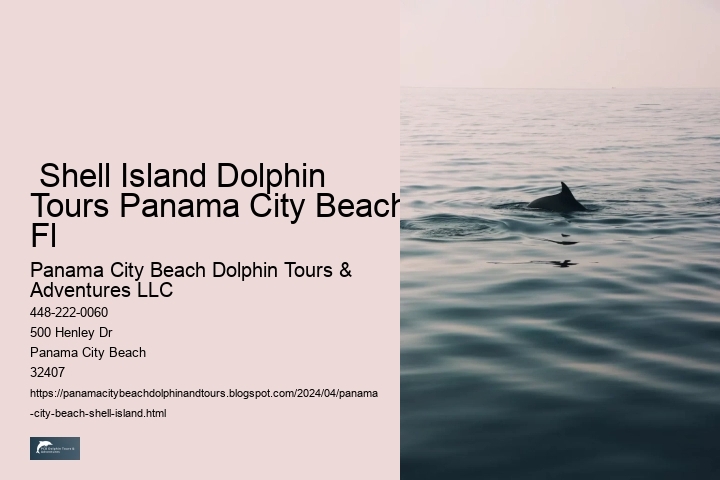 Shell Island Dolphin
Tours Panama City Beach
Fl
Panama City Beach Dolphin Tours &
Adventures LLC
448-222-0060
500 Henley Dr
Panama City Beach
32407
https://panamacitybeachdolphinandtours.blogspot.com/2024/04/panama
-city-beach-shell-island.html